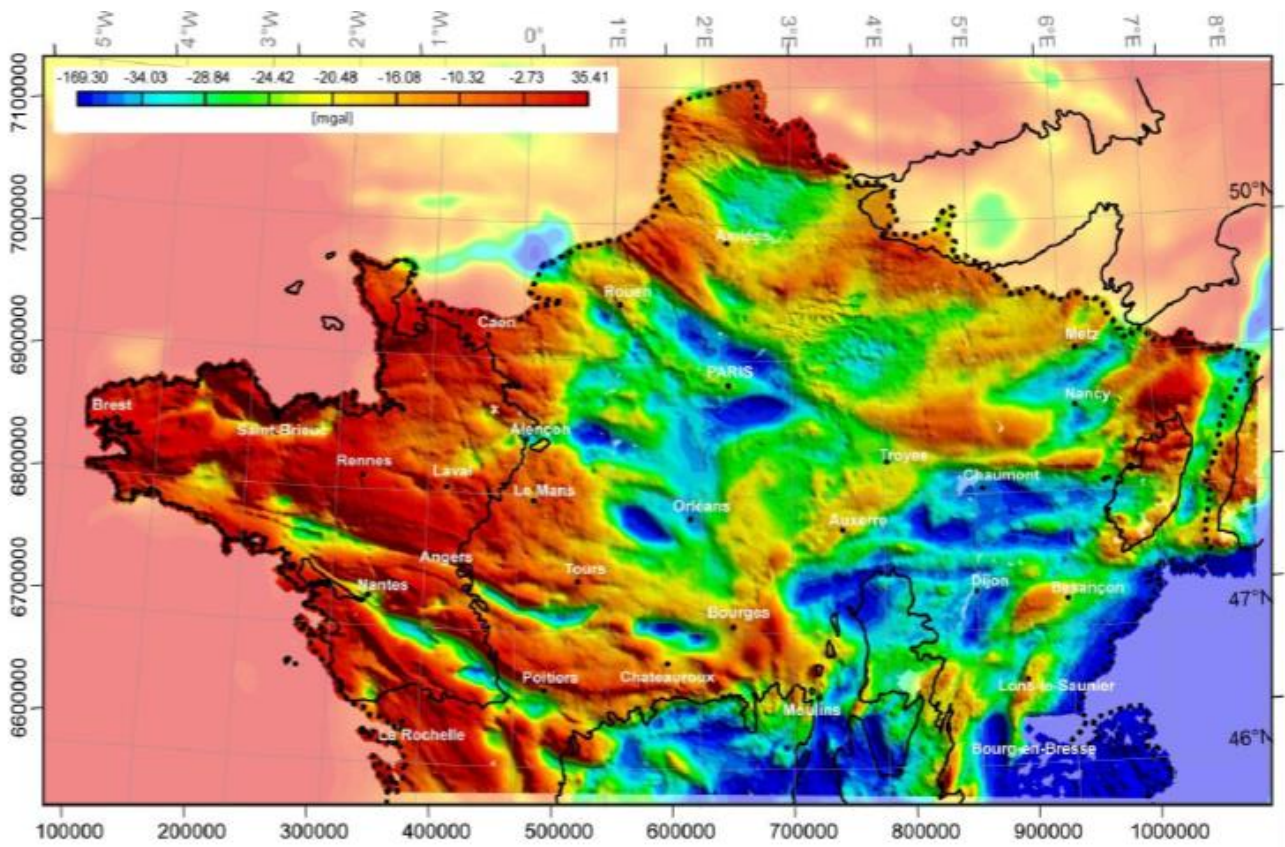 5°W 4°W 3°W 2°W 1°W 0° 1°E 2°E 3°E 4°E 5°E 6°E 7°E 8°E
-169.30 -34.03 -28.84 -24.42 -20.48 -16.08 -10.32 -2.73 35.41
[mgal]
7100000
7000000
6900000
6800000
6700000
6600000
50°N
47°N
46°N
Amiens
Rouen
Caen
Metz
PARIS
Nancy
Brest
Saint-Brieuc
Alençon
Rennes
Laval
Troyes
Chaumont
Le Mans
Orléans
Auxerre
Angers
Tours
Dijon
Besançon
Nantes
Bourges
Poitiers
Chateauroux
Lons-le-Saunier
Moulins
La Rochelle
Bourg-en-Bresse
100000 200000 300000 400000 500000 600000 700000 800000 900000 1000000